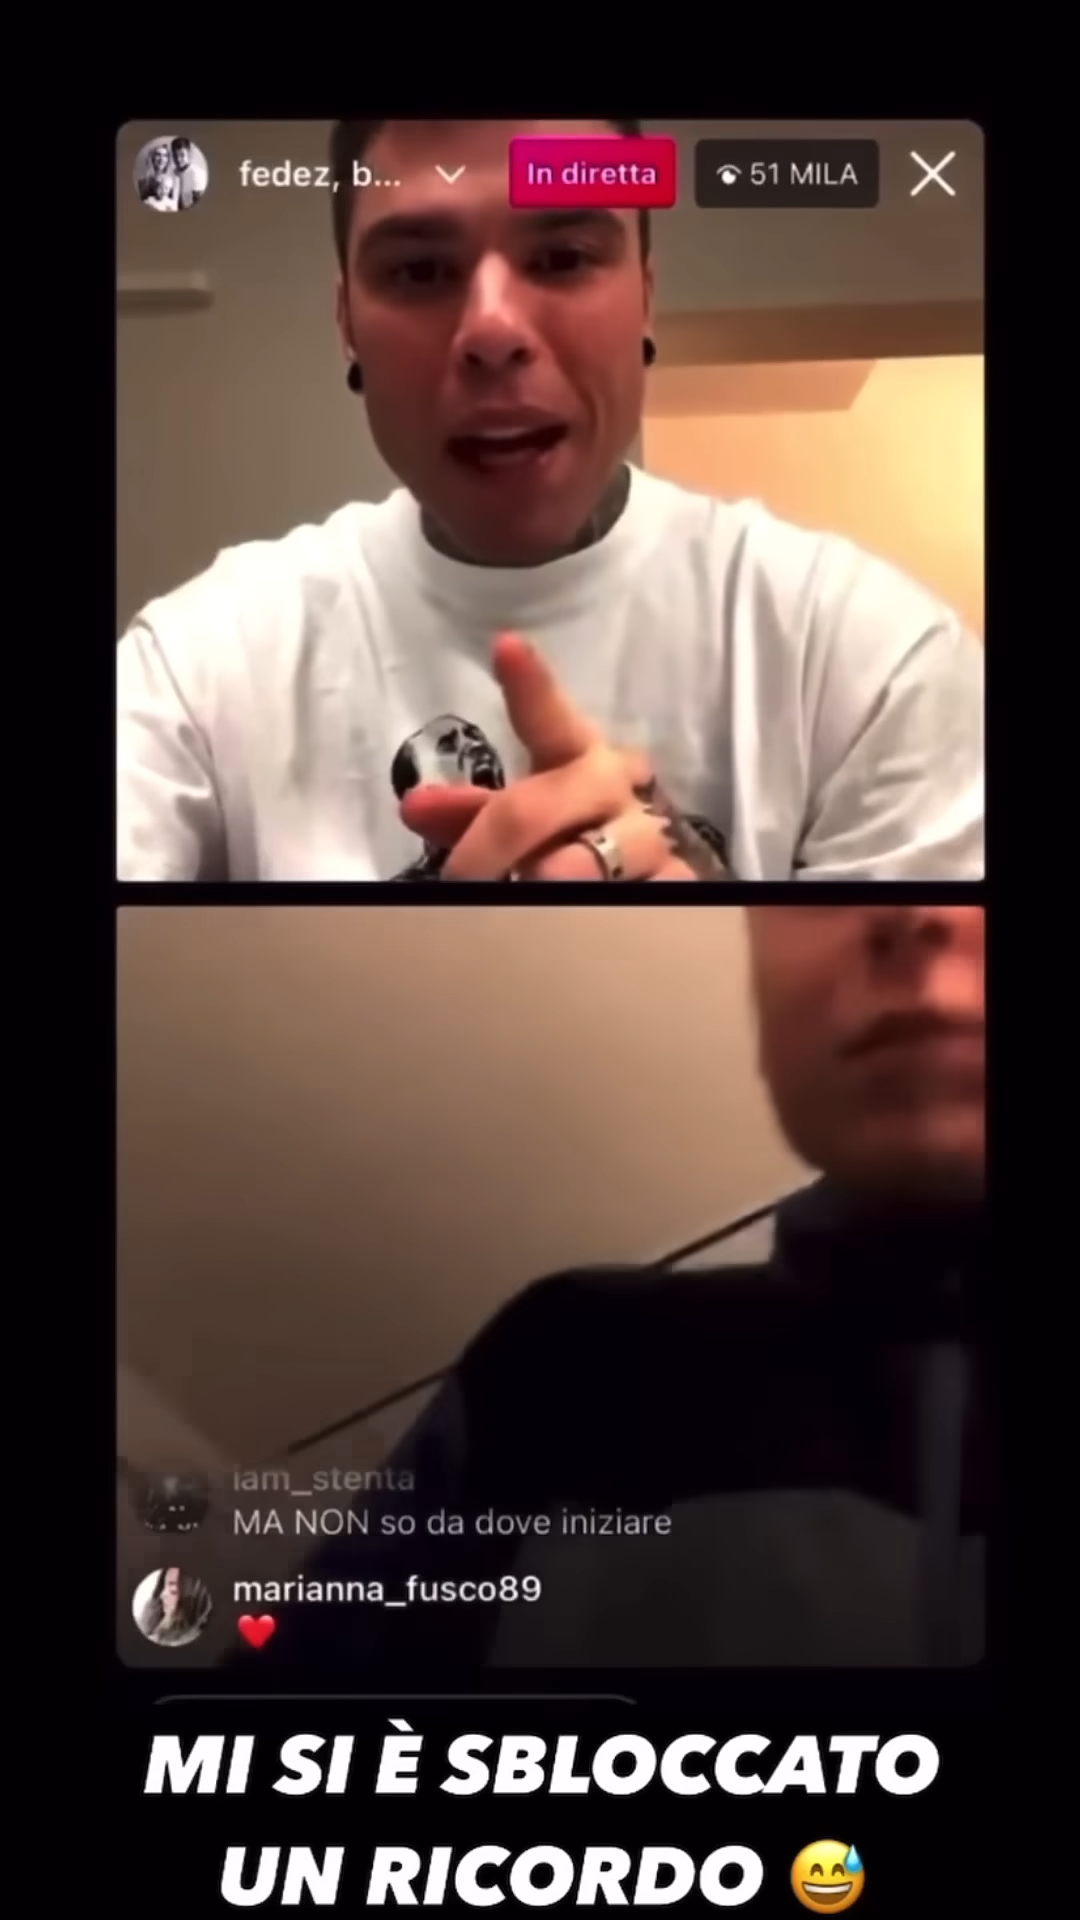 fedez, b...
In diretta
51 MILA
iam_stenta
MA NON so da dove iniziare
marianna_fusco89
❤️
MI SI È SBLOCCATO
UN RICORDO 😅